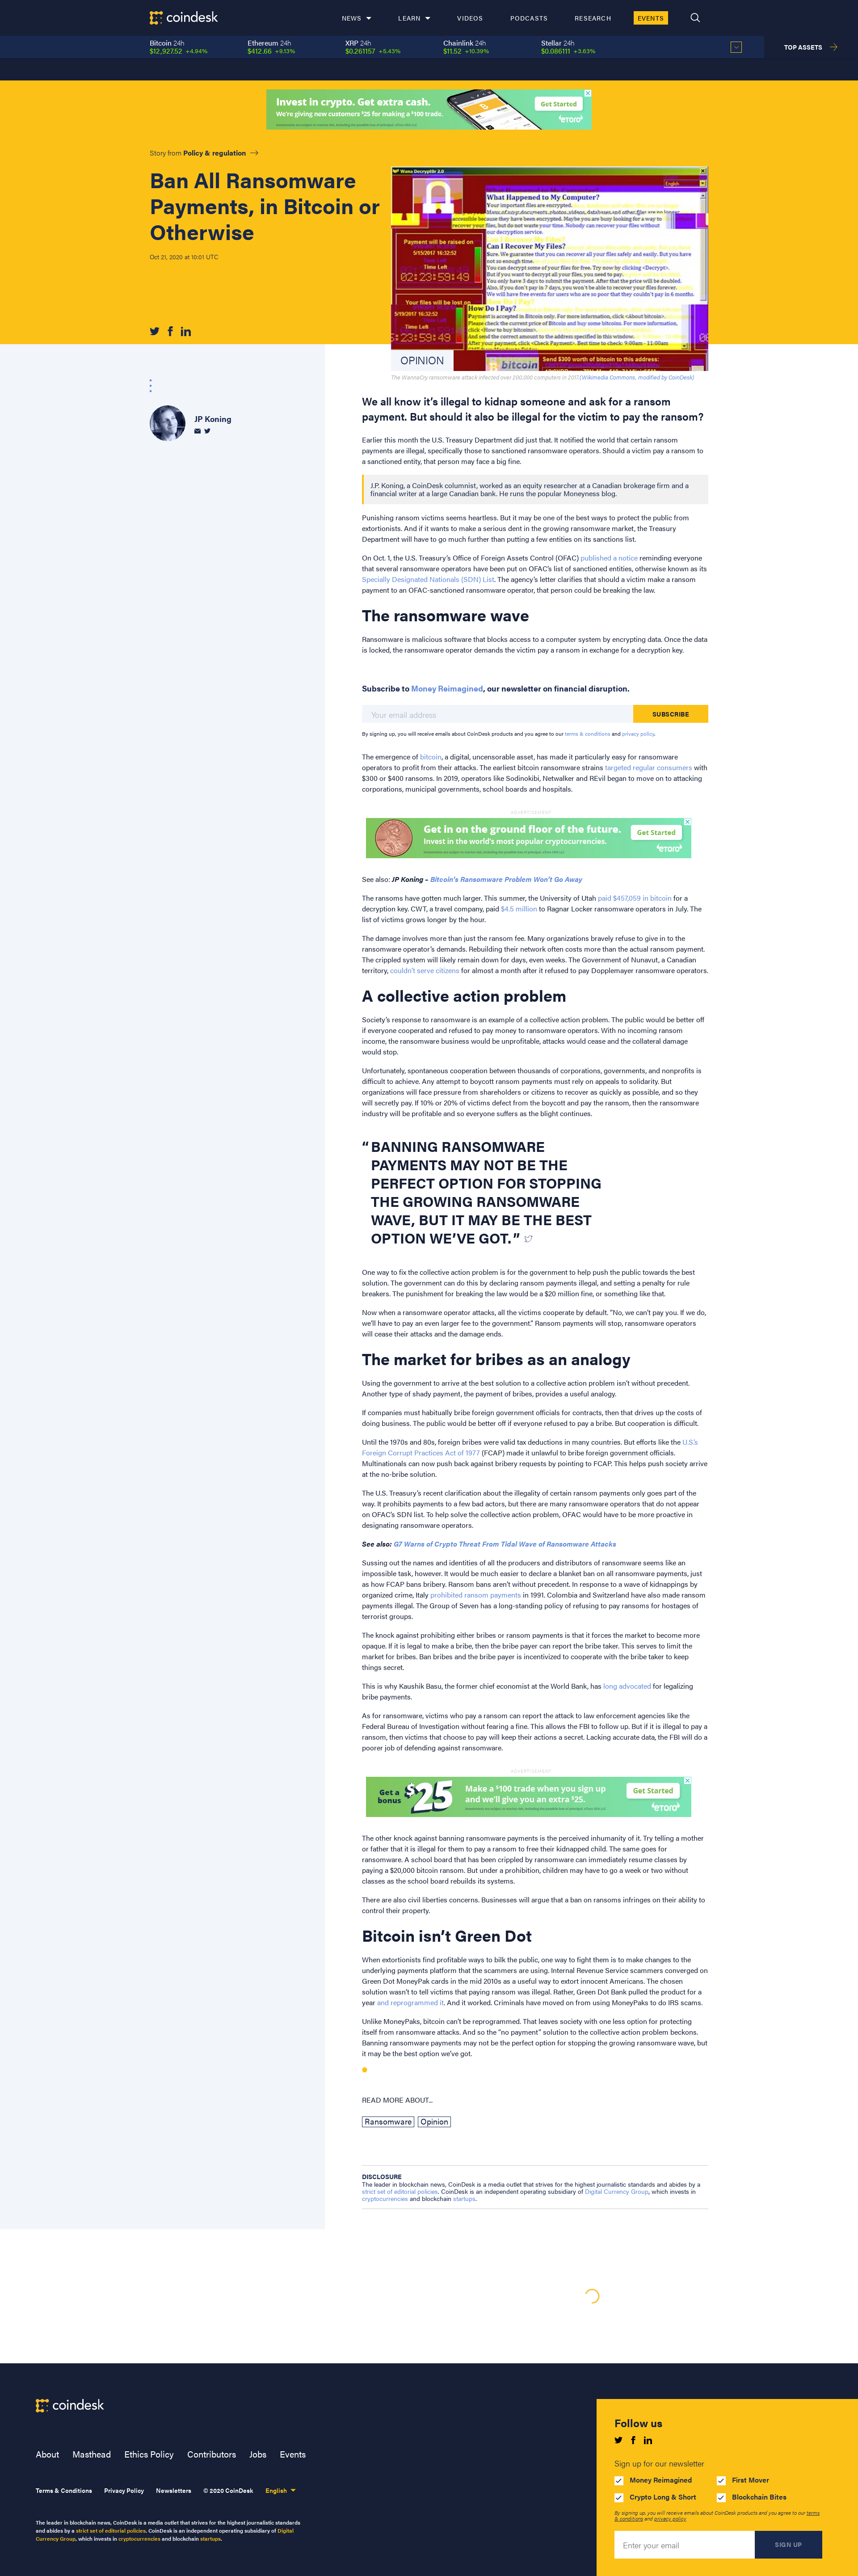 coindesk
NEWS LEARN VIDEOS PODCASTS RESEARCH EVENTS
Bitcoin 24h
$12,927.52 +4.94%
Ethereum 24h
$412.66 +9.13%
XRP 24h
$0.261157 +5.43%
Chainlink 24h
$11.52 +10.39%
Stellar 24h
$0.086111 +3.63%
TOP ASSETS
Invest in crypto. Get extra cash.
We're giving new customers $25 for making a $100 trade.
Get Started
eToro
Story from Policy & regulation
Ban All Ransomware
Payments, in Bitcoin or
Otherwise
Oct 21, 2020 at 10:01 UTC
Wana Decrypt0r 2.0
English
What Happened to My Computer?
Your important files are encrypted.
Can I Recover My Files?
Payment will be raised on
5/15/2017 16:32:52
Time Left
02:23:59:49
Your files will be lost on
How Do I Pay?
bitcoin
Send $300 worth of bitcoin to this address:
OPINION
The WannaCry ransomware attack infected over 200,000 computers in 2017. (Wikimedia Commons, modified by CoinDesk)
JP Koning
We all know it's illegal to kidnap someone and ask for a ransom
payment. But should it also be illegal for the victim to pay the ransom?
Earlier this month the U.S. Treasury Department did just that. It notified the world that certain ransom
payments are illegal, specifically those to sanctioned ransomware operators. Should a victim pay a ransom to
a sanctioned entity, that person may face a big fine.
J.P. Koning, a CoinDesk columnist, worked as an equity researcher at a Canadian brokerage firm and a
financial writer at a large Canadian bank. He runs the popular Moneyness blog.
Punishing ransom victims seems heartless. But it may be one of the best ways to protect the public from
extortionists. And if it wants to make a serious dent in the growing ransomware market, the Treasury
Department will have to go much further than putting a few entities on its sanctions list.
On Oct. 1, the U.S. Treasury's Office of Foreign Assets Control (OFAC) published a notice reminding everyone
that several ransomware operators have been put on OFAC's list of sanctioned entities, otherwise known as its
Specially Designated Nationals (SDN) List. The agency's letter clarifies that should a victim make a ransom
payment to an OFAC-sanctioned ransomware operator, that person could be breaking the law.
The ransomware wave
Ransomware is malicious software that blocks access to a computer system by encrypting data. Once the data
is locked, the ransomware operator demands the victim pay a ransom in exchange for a decryption key.
Subscribe to Money Reimagined, our newsletter on financial disruption.
Your email address
SUBSCRIBE
By signing up, you will receive emails about CoinDesk products and you agree to our terms & conditions and privacy policy.
The emergence of bitcoin, a digital, uncensorable asset, has made it particularly easy for ransomware
operators to profit from their attacks. The earliest bitcoin ransomware strains targeted regular consumers with
$300 or $400 ransoms. In 2019, operators like Sodinokibi, Netwalker and REvil began to move on to attacking
corporations, municipal governments, school boards and hospitals.
ADVERTISEMENT
Get in on the ground floor of the future.
Invest in the world's most popular cryptocurrencies.
Get Started
eToro
See also: JP Koning – Bitcoin's Ransomware Problem Won't Go Away
The ransoms have gotten much larger. This summer, the University of Utah paid $457,059 in bitcoin for a
decryption key. CWT, a travel company, paid $4.5 million to Ragnar Locker ransomware operators in July. The
list of victims grows longer by the hour.
The damage involves more than just the ransom fee. Many organizations bravely refuse to give in to the
ransomware operator's demands. Rebuilding their network often costs more than the actual ransom payment.
The crippled system will likely remain down for days, even weeks. The Government of Nunavut, a Canadian
territory, couldn't serve citizens for almost a month after it refused to pay Dopplemayer ransomware operators.
A collective action problem
Society's response to ransomware is an example of a collective action problem. The public would be better off
if everyone cooperated and refused to pay money to ransomware operators. With no incoming ransom
income, the ransomware business would be unprofitable, attacks would cease and the collateral damage
would stop.
Unfortunately, spontaneous cooperation between thousands of corporations, governments, and nonprofits is
difficult to achieve. Any attempt to boycott ransom payments must rely on appeals to solidarity. But
organizations will face pressure from shareholders or citizens to recover as quickly as possible, and so they
will secretly pay. If 10% or 20% of victims defect from the boycott and pay the ransom, then the ransomware
industry will be profitable and so everyone suffers as the blight continues.
“ BANNING RANSOMWARE
PAYMENTS MAY NOT BE THE
PERFECT OPTION FOR STOPPING
THE GROWING RANSOMWARE
WAVE, BUT IT MAY BE THE BEST
OPTION WE'VE GOT. ”
One way to fix the collective action problem is for the government to help push the public towards the best
solution. The government can do this by declaring ransom payments illegal, and setting a penalty for rule
breakers. The punishment for breaking the law would be a $20 million fine, or something like that.
Now when a ransomware operator attacks, all the victims cooperate by default. “No, we can't pay you. If we do,
we'll have to pay an even larger fee to the government.” Ransom payments will stop, ransomware operators
will cease their attacks and the damage ends.
The market for bribes as an analogy
Using the government to arrive at the best solution to a collective action problem isn't without precedent.
Another type of shady payment, the payment of bribes, provides a useful analogy.
If companies must habitually bribe foreign government officials for contracts, then that drives up the costs of
doing business. The public would be better off if everyone refused to pay a bribe. But cooperation is difficult.
Until the 1970s and 80s, foreign bribes were valid tax deductions in many countries. But efforts like the U.S.'s
Foreign Corrupt Practices Act of 1977 (FCAP) made it unlawful to bribe foreign government officials.
Multinationals can now push back against bribery requests by pointing to FCAP. This helps push society arrive
at the no-bribe solution.
The U.S. Treasury's recent clarification about the illegality of certain ransom payments only goes part of the
way. It prohibits payments to a few bad actors, but there are many ransomware operators that do not appear
on OFAC's SDN list. To help solve the collective action problem, OFAC would have to be more proactive in
designating ransomware operators.
See also: G7 Warns of Crypto Threat From Tidal Wave of Ransomware Attacks
Sussing out the names and identities of all the producers and distributors of ransomware seems like an
impossible task, however. It would be much easier to declare a blanket ban on all ransomware payments, just
as how FCAP bans bribery. Ransom bans aren't without precedent. In response to a wave of kidnappings by
organized crime, Italy prohibited ransom payments in 1991. Colombia and Switzerland have also made ransom
payments illegal. The Group of Seven has a long-standing policy of refusing to pay ransoms for hostages of
terrorist groups.
The knock against prohibiting either bribes or ransom payments is that it forces the market to become more
opaque. If it is legal to make a bribe, then the bribe payer can report the bribe taker. This serves to limit the
market for bribes. Ban bribes and the bribe payer is incentivized to cooperate with the bribe taker to keep
things secret.
This is why Kaushik Basu, the former chief economist at the World Bank, has long advocated for legalizing
bribe payments.
As for ransomware, victims who pay a ransom can report the attack to law enforcement agencies like the
Federal Bureau of Investigation without fearing a fine. This allows the FBI to follow up. But if it is illegal to pay a
ransom, then victims that choose to pay will keep their actions a secret. Lacking accurate data, the FBI will do a
poorer job of defending against ransomware.
ADVERTISEMENT
Get a
bonus $25
Make a $100 trade when you sign up
and we'll give you an extra $25.
Get Started
eToro
The other knock against banning ransomware payments is the perceived inhumanity of it. Try telling a mother
or father that it is illegal for them to pay a ransom to free their kidnapped child. The same goes for
ransomware. A school board that has been crippled by ransomware can immediately resume classes by
paying a $20,000 bitcoin ransom. But under a prohibition, children may have to go a week or two without
classes as the school board rebuilds its systems.
There are also civil liberties concerns. Businesses will argue that a ban on ransoms infringes on their ability to
control their property.
Bitcoin isn't Green Dot
When extortionists find profitable ways to bilk the public, one way to fight them is to make changes to the
underlying payments platform that the scammers are using. Internal Revenue Service scammers converged on
Green Dot MoneyPak cards in the mid 2010s as a useful way to extort innocent Americans. The chosen
solution wasn't to tell victims that paying ransom was illegal. Rather, Green Dot Bank pulled the product for a
year and reprogrammed it. And it worked. Criminals have moved on from using MoneyPaks to do IRS scams.
Unlike MoneyPaks, bitcoin can't be reprogrammed. That leaves society with one less option for protecting
itself from ransomware attacks. And so the “no payment” solution to the collective action problem beckons.
Banning ransomware payments may not be the perfect option for stopping the growing ransomware wave, but
it may be the best option we've got.
READ MORE ABOUT...
Ransomware Opinion
DISCLOSURE
The leader in blockchain news, CoinDesk is a media outlet that strives for the highest journalistic standards and abides by a
strict set of editorial policies. CoinDesk is an independent operating subsidiary of Digital Currency Group, which invests in
cryptocurrencies and blockchain startups.
coindesk
About Masthead Ethics Policy Contributors Jobs Events
Terms & Conditions Privacy Policy Newsletters © 2020 CoinDesk English
The leader in blockchain news, CoinDesk is a media outlet that strives for the highest journalistic standards
and abides by a strict set of editorial policies. CoinDesk is an independent operating subsidiary of Digital
Currency Group, which invests in cryptocurrencies and blockchain startups.
Follow us
Sign up for our newsletter
Money Reimagined First Mover
Crypto Long & Short Blockchain Bites
By signing up, you will receive emails about CoinDesk products and you agree to our terms
& conditions and privacy policy
Enter your email
SIGN UP